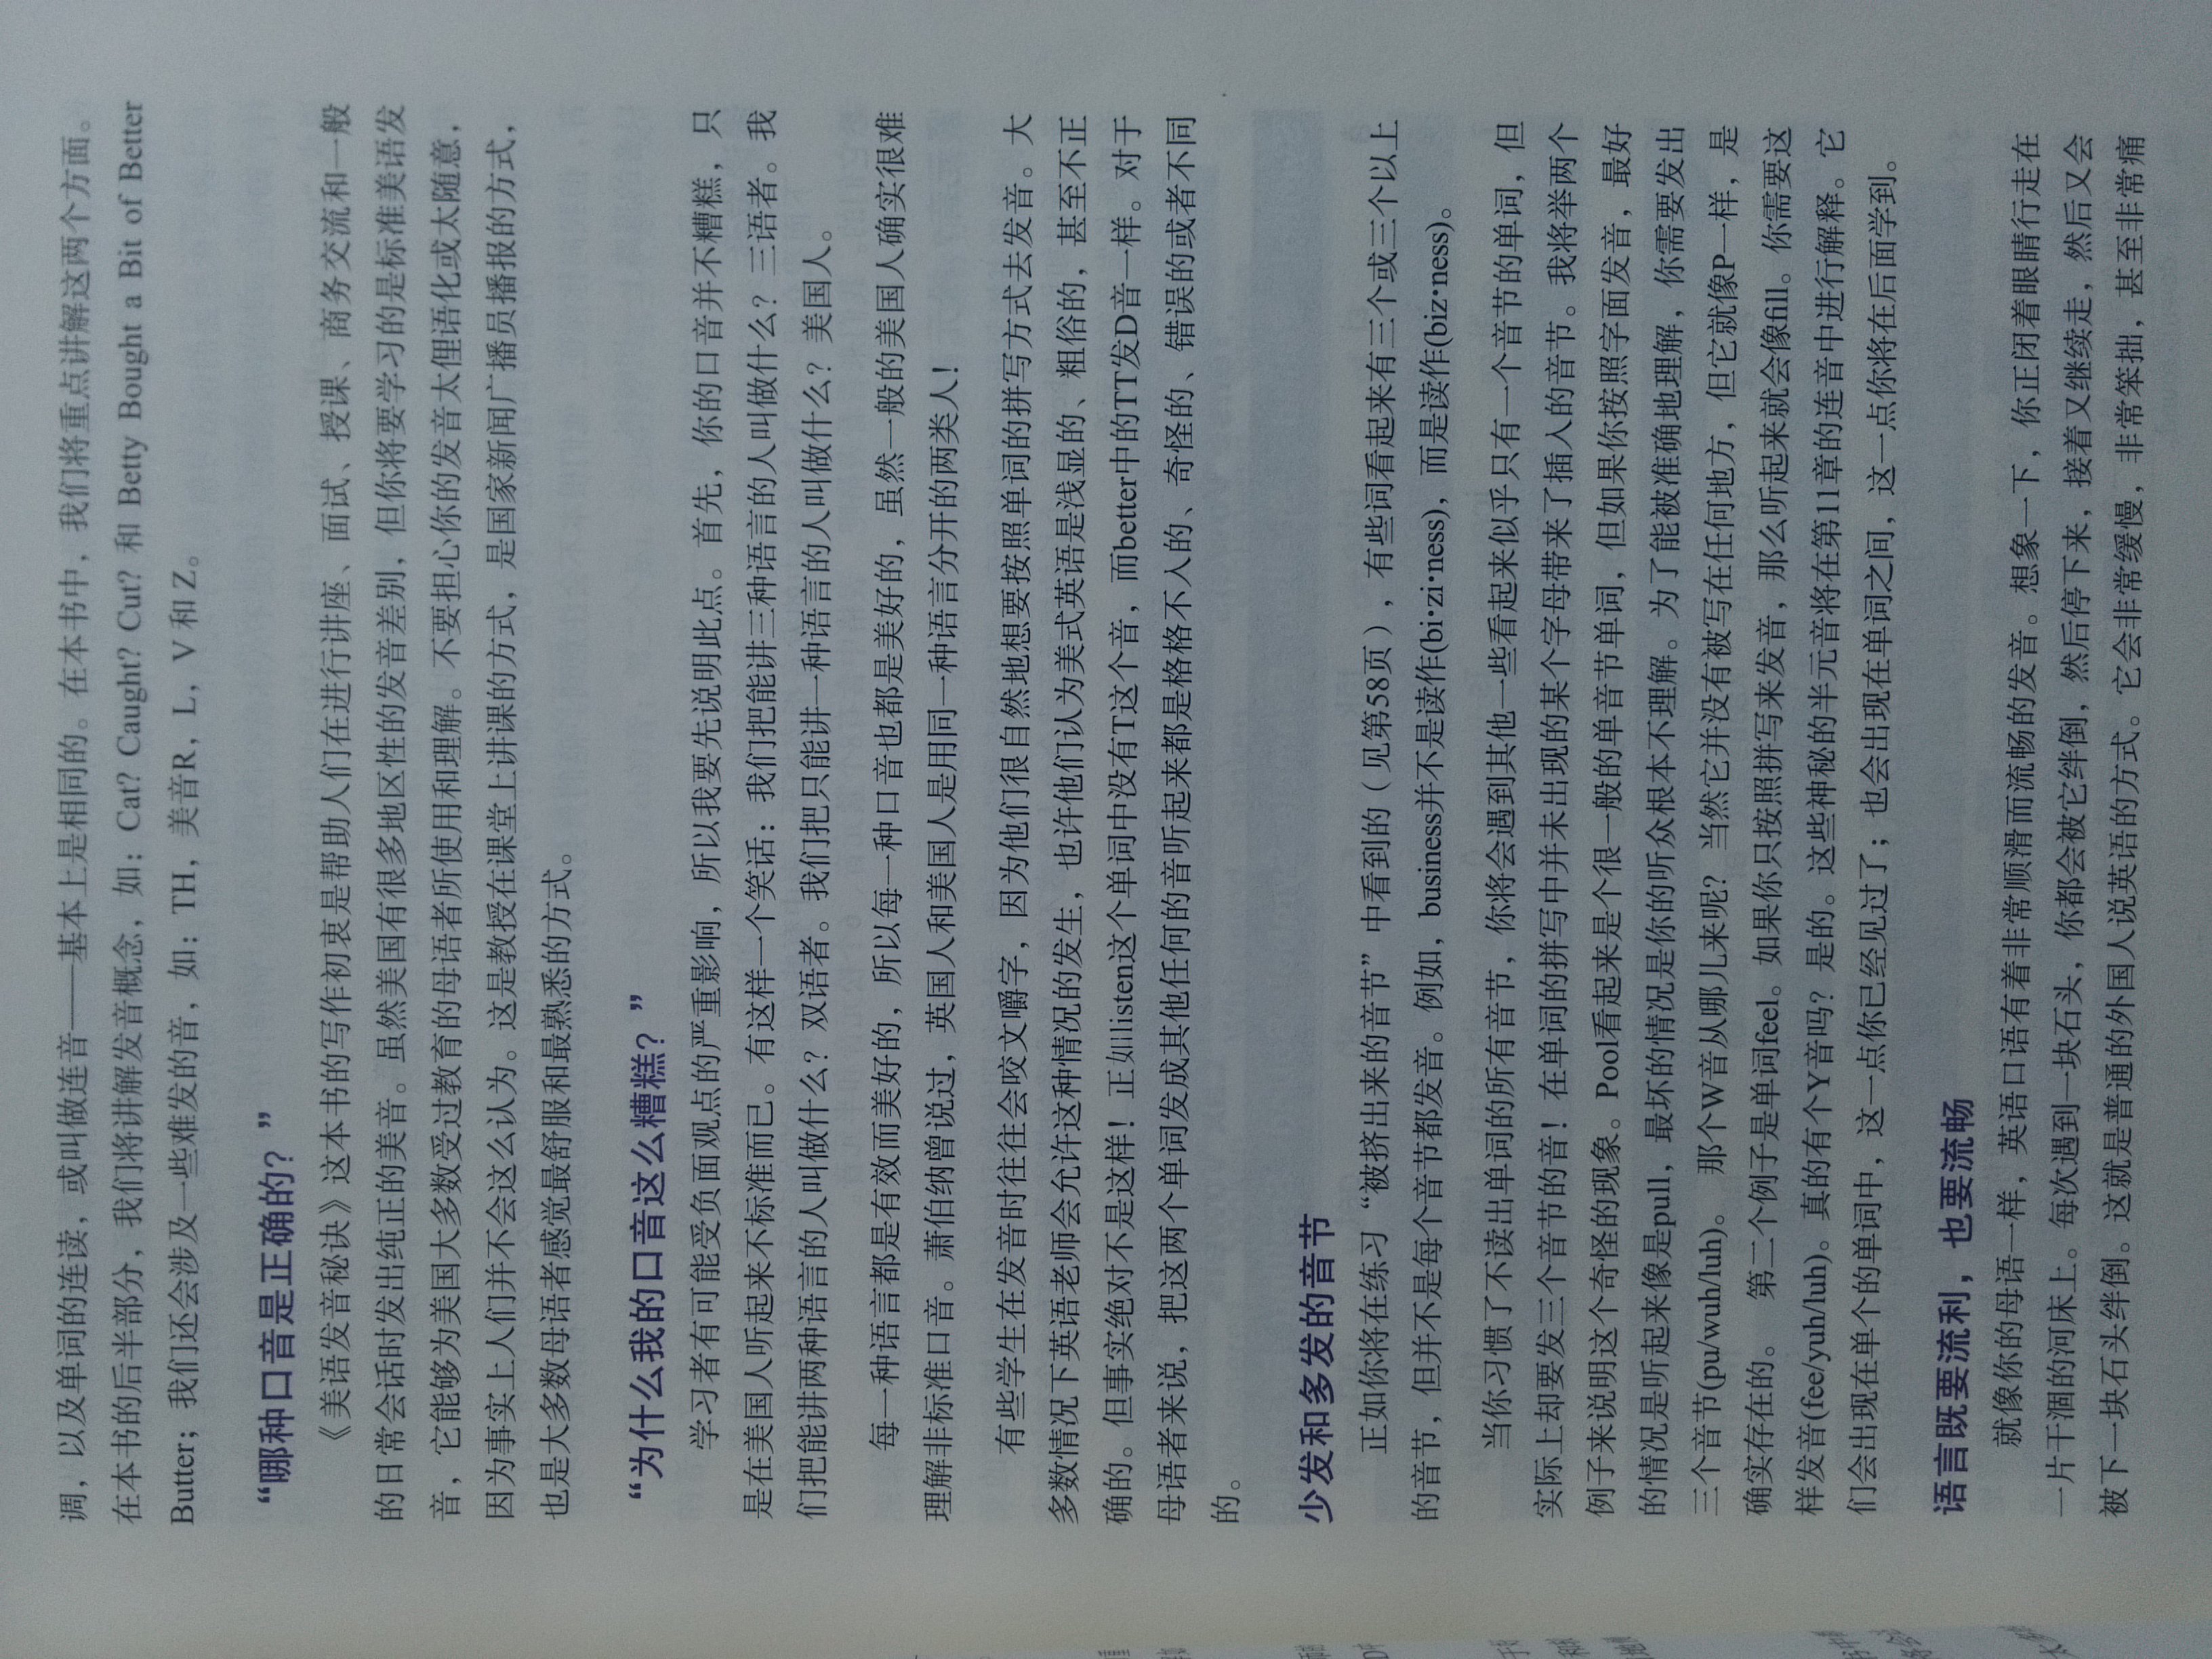 调，以及单词的连读，或叫做连音——基本上是相同的。在本书中，我们将重点讲解这两个方面。
在本书的后半部分，我们将讲解发音概念，如：Cat? Caught? Cut? 和 Betty Bought a Bit of Better
Butter；我们还会涉及一些难发的音，如：TH，美音R，L，V 和 Z。
“哪种口音是正确的？”
《美语发音秘诀》这本书的写作初衷是帮助人们在进行讲座、面试、授课、商务交流和一般
的日常会话时发出纯正的美音。虽然美国有很多地区性的发音差别，但你将要学习的是标准美语发
音，它能够为美国大多数受过教育的母语者所使用和理解。不要担心你的发音太俚语化或太随意，
因为事实上人们并不会这么认为。这是教授在课堂上讲课的方式，是国家新闻广播员播报的方式，
也是大多数母语者感觉最舒服和最熟悉的方式。
“为什么我的口音这么糟糕？”
学习者有可能受负面观点的严重影响，所以我要先说明此点。首先，你的口音并不糟糕，只
是在美国人听起来不标准而已。有这样一个笑话：我们把能讲三种语言的人叫做什么？三语者。我
们把能讲两种语言的人叫做什么？双语者。我们把只能讲一种语言的人叫做什么？美国人。
每一种语言都是有效而美好的，所以每一种口音也都是美好的，虽然一般的美国人确实很难
理解非标准口音。萧伯纳曾说过，英国人和美国人是用同一种语言分开的两类人！
有些学生在发音时往往会咬文嚼字，因为他们很自然地想要按照单词的拼写方式去发音。大
多数情况下英语老师会允许这种情况的发生，也许他们认为美式英语是浅显的、粗俗的，甚至不正
确的。但事实绝对不是这样！正如listen这个单词中没有T这个音，而better中的TT发D音一样。对于
母语者来说，把这两个单词发成其他任何的音听起来都是格格不入的、奇怪的、错误的或者不同
的。
少发和多发的音节
正如你将在练习“被挤出来的音节”中看到的（见第58页），有些词看起来有三个或三个以上
的音节，但并不是每个音节都发音。例如，business并不是读作(bi·zi·ness)，而是读作(biz·ness)。
当你习惯了不读出单词的所有音节，你将会遇到其他一些看起来似乎只有一个音节的单词，但
实际上却要发三个音节的音！在单词的拼写中并未出现的某个字母带来了插入的音节。我将举两个
例子来说明这个奇怪的现象。Pool看起来是个很一般的单音节单词，但如果你按照字面发音，最好
的情况是听起来像是pull，最坏的情况是你的听众根本不理解。为了能被准确地理解，你需要发出
三个音节(pu/wuh/luh)。 那个W音从哪儿来呢？当然它并没有被写在任何地方，但它就像P一样，是
确实存在的。 第二个例子是单词feel。如果你只按照拼写来发音，那么听起来就会像fill。你需要这
样发音(fee/yuh/luh)。真的有个Y音吗？是的。这些神秘的半元音将在第11章的连音中进行解释。它
们会出现在单个的单词中，这一点你已经见过了；也会出现在单词之间，这一点你将在后面学到。
语言既要流利，也要流畅
就像你的母语一样，英语口语有着非常顺滑而流畅的发音。想象一下，你正闭着眼睛行走在
一片干涸的河床上。每次遇到一块石头，你都会被它绊倒，然后停下来，接着又继续走，然后又会
被下一块石头绊倒。这就是普通的外国人说英语的方式。它会非常缓慢，非常笨拙，甚至非常痛